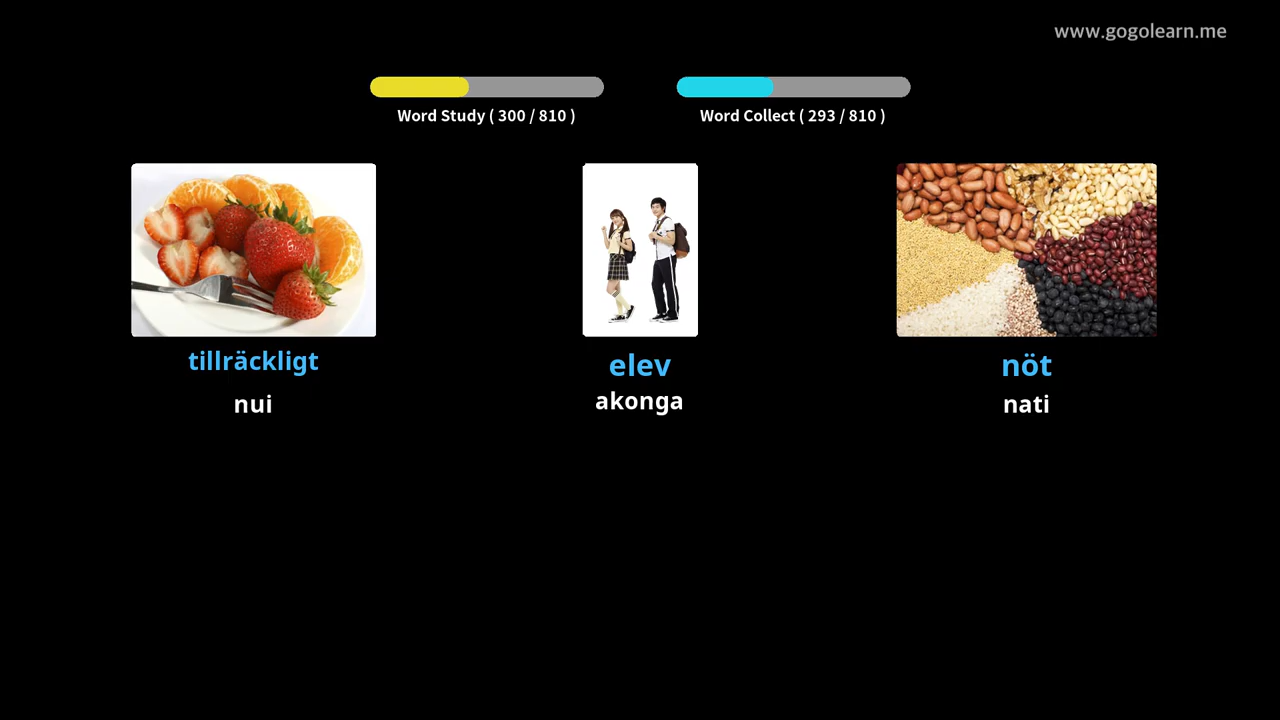 www.gogolearn.me
Word Study ( 300 / 810 )
Word Collect ( 293 / 810 )
tillräckligt
nui
elev
akonga
nöt
nati